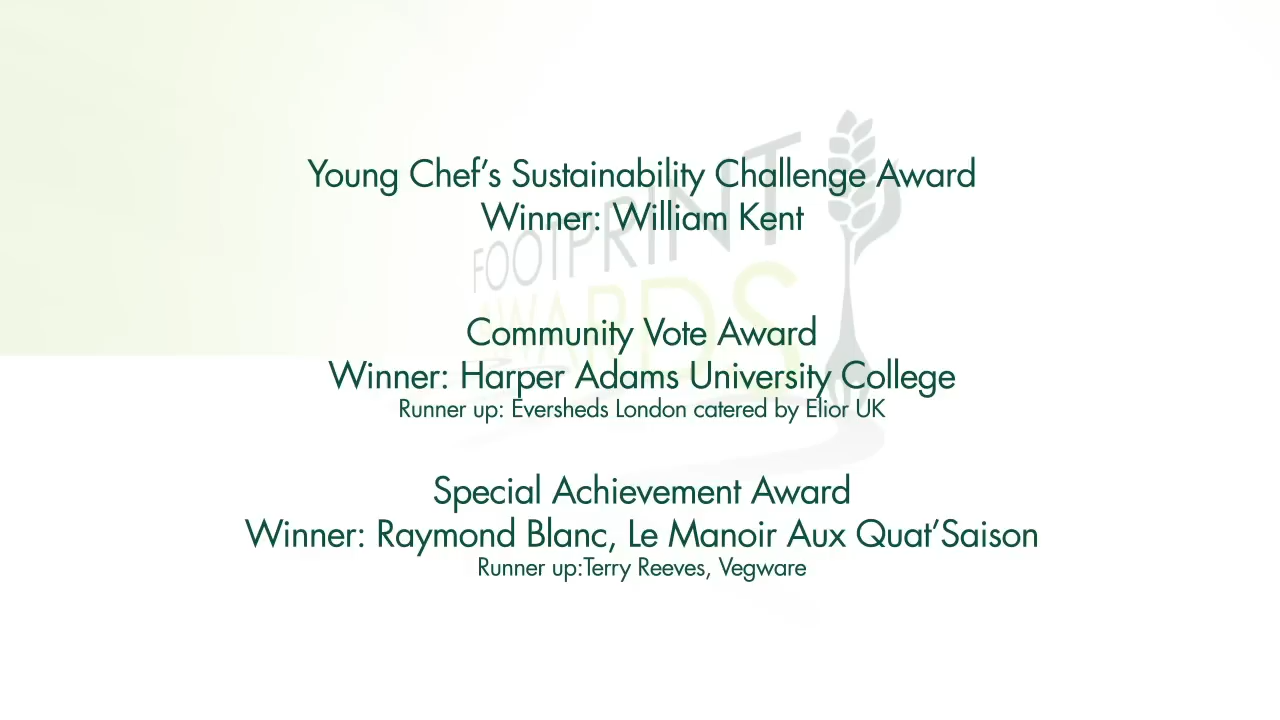 Young Chef’s Sustainability Challenge Award
Winner: William Kent
FOOTPRINT
AWARDS
Community Vote Award
Winner: Harper Adams University College
Runner up: Eversheds London catered by Elior UK
Special Achievement Award
Winner: Raymond Blanc, Le Manoir Aux Quat’Saison
Runner up:Terry Reeves, Vegware